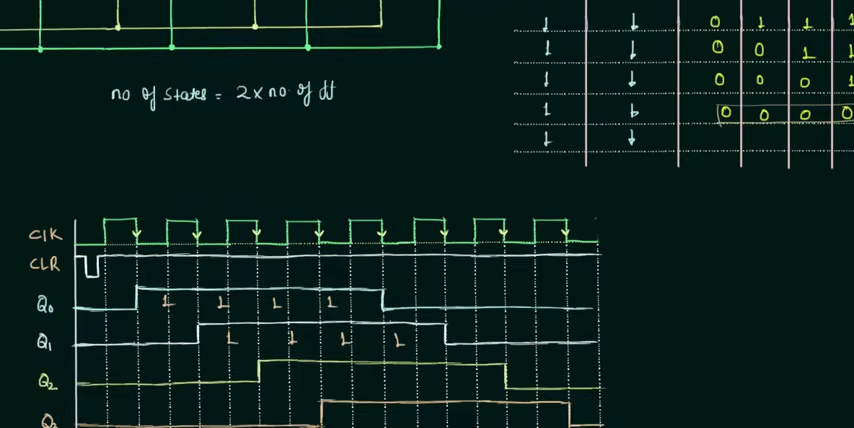 1 ↓ 0 1 1 1
1 ↓ 0 0 1 1
1 ↓ 0 0 0 1
1 ↓ 0 0 0 0
1 ↓
no of states = 2 x no. of
CLK
CLR
Q0 1 1 1 1
Q1 1 1 1 1
Q2